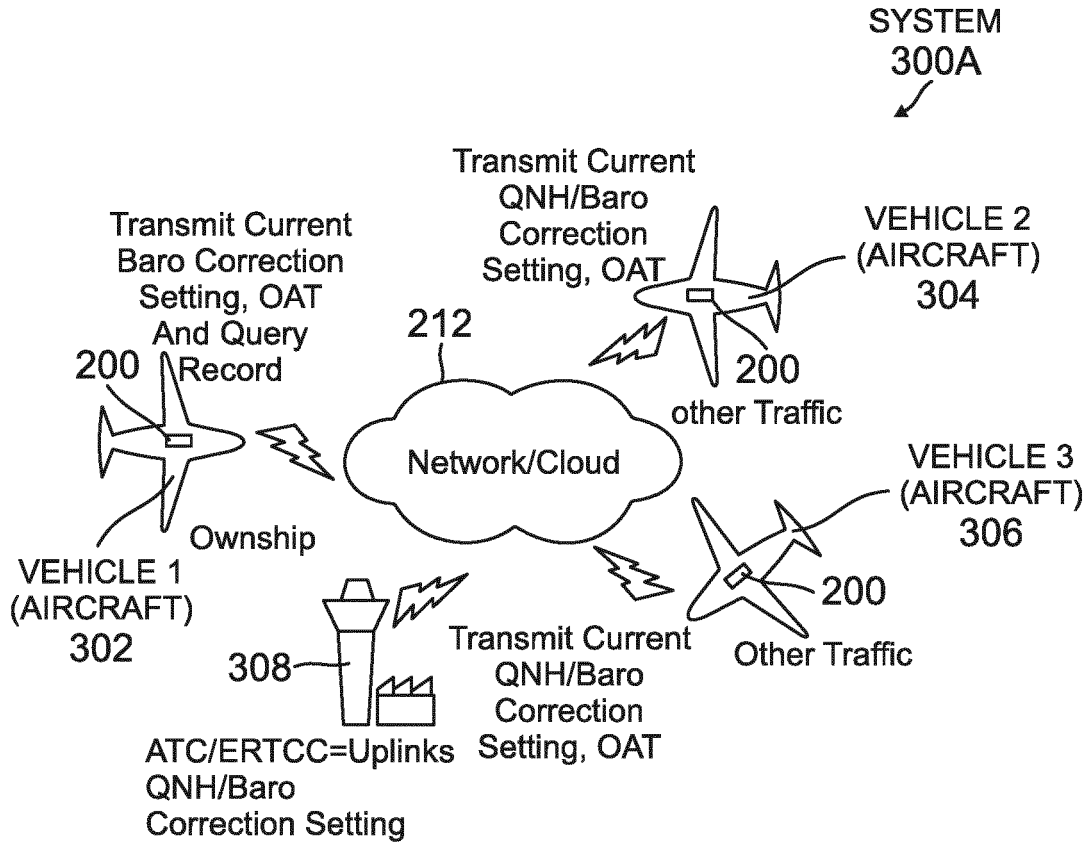 SYSTEM
300A
Transmit Current
QNH/Baro
Correction
Setting, OAT
VEHICLE 2
(AIRCRAFT)
304
200
other Traffic
Transmit Current
Baro Correction
Setting, OAT
And Query
Record
200
212
Network/Cloud
Ownship
VEHICLE 1
(AIRCRAFT)
302
VEHICLE 3
(AIRCRAFT)
306
200
Other Traffic
308
Transmit Current
QNH/Baro
Correction
Setting, OAT
ATC/ERTCC=Uplinks
QNH/Baro
Correction Setting